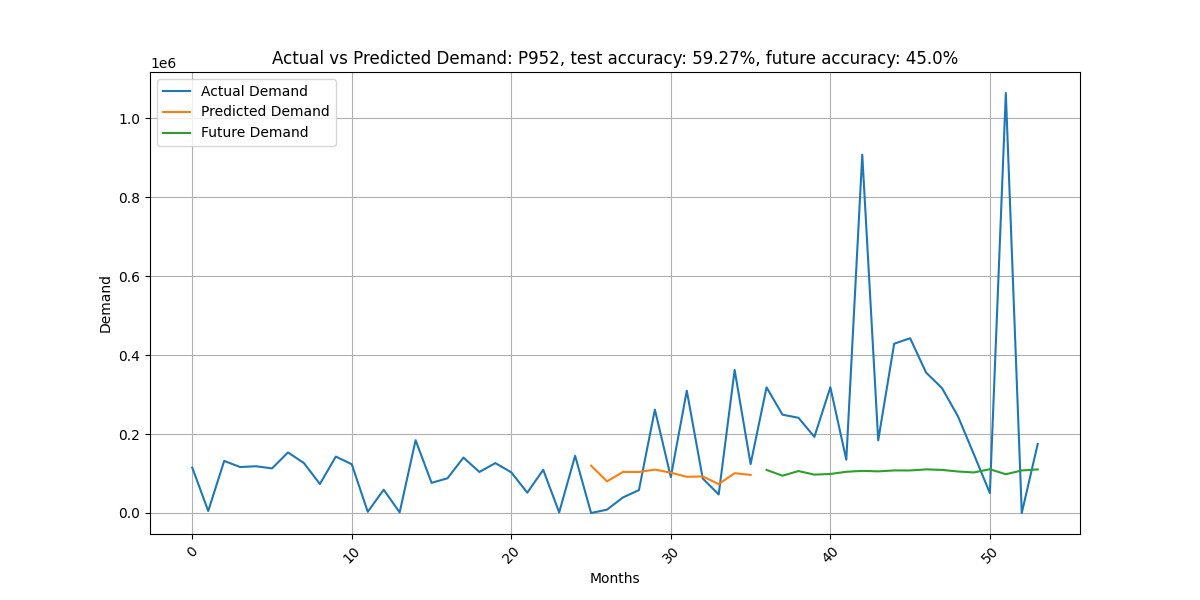 Actual vs Predicted Demand: P952, test accuracy: 59.27%, future accuracy: 45.0%
1e6
Actual Demand
Predicted Demand
Future Demand
1.0
0.8
0.6
0.4
0.2
0.0
Demand
0
10
20
30
40
50
Months